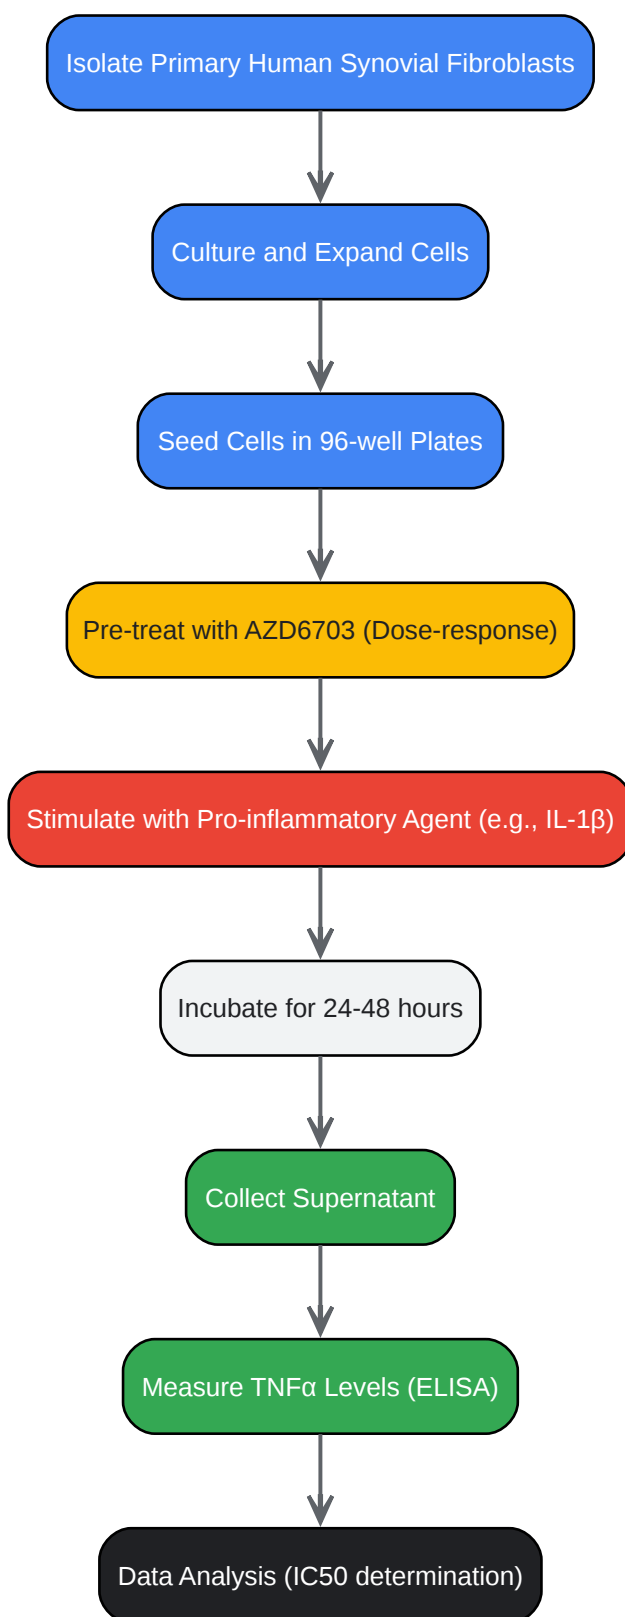 Isolate Primary Human Synovial Fibroblasts
Culture and Expand Cells
Seed Cells in 96-well Plates
Pre-treat with AZD6703 (Dose-response)
Stimulate with Pro-inflammatory Agent (e.g., IL-1β)
Incubate for 24-48 hours
Collect Supernatant
Measure TNFα Levels (ELISA)
Data Analysis (IC50 determination)